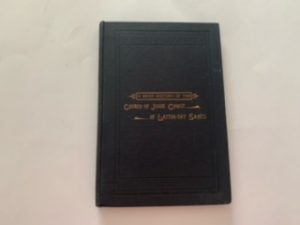 A BRIEF HISTORY OF THE
CHURCH OF JESUS CHRIST
OF LATTER-DAY SAINTS